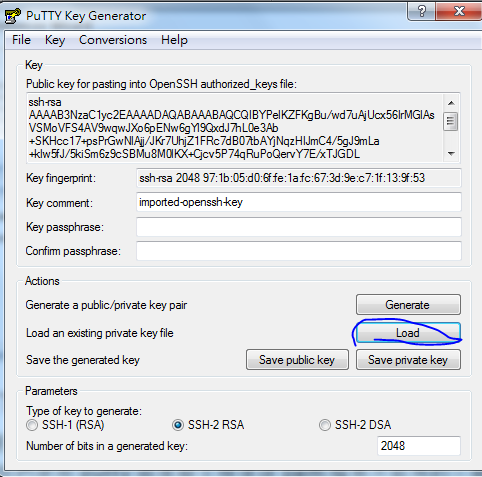 PuTTY Key Generator
File Key Conversions Help
Key
Public key for pasting into OpenSSH authorized_keys file:
ssh-rsa
AAAAB3NzaC1yc2EAAAADAQABAAABAQCQIBYPelKZFKgBu/wd7uAjUcx56IrMGlAs
VSMoVFS4AV9wqwJXo6pENw6gYl9QxdJ7hL0e3Ab
+SKHcc17+psPrGwNlAjj/JKr7UhjZ1FRc7dB07tbAYjNqzHIJmC4/5gJ9mLa
+klw5fJ/5kiSm6z9cSBMu8M0lKX+Cjcv5P74qRuPoQervY7E/xTJGDL
Key fingerprint: ssh-rsa 2048 97:1b:05:d0:6f:fe:1a:fc:67:3d:9e:c7:1f:13:9f:53
Key comment: imported-openssh-key
Key passphrase:
Confirm passphrase:
Actions
Generate a public/private key pair Generate
Load an existing private key file Load
Save the generated key Save public key Save private key
Parameters
Type of key to generate:
SSH-1 (RSA) SSH-2 RSA SSH-2 DSA
Number of bits in a generated key: 2048